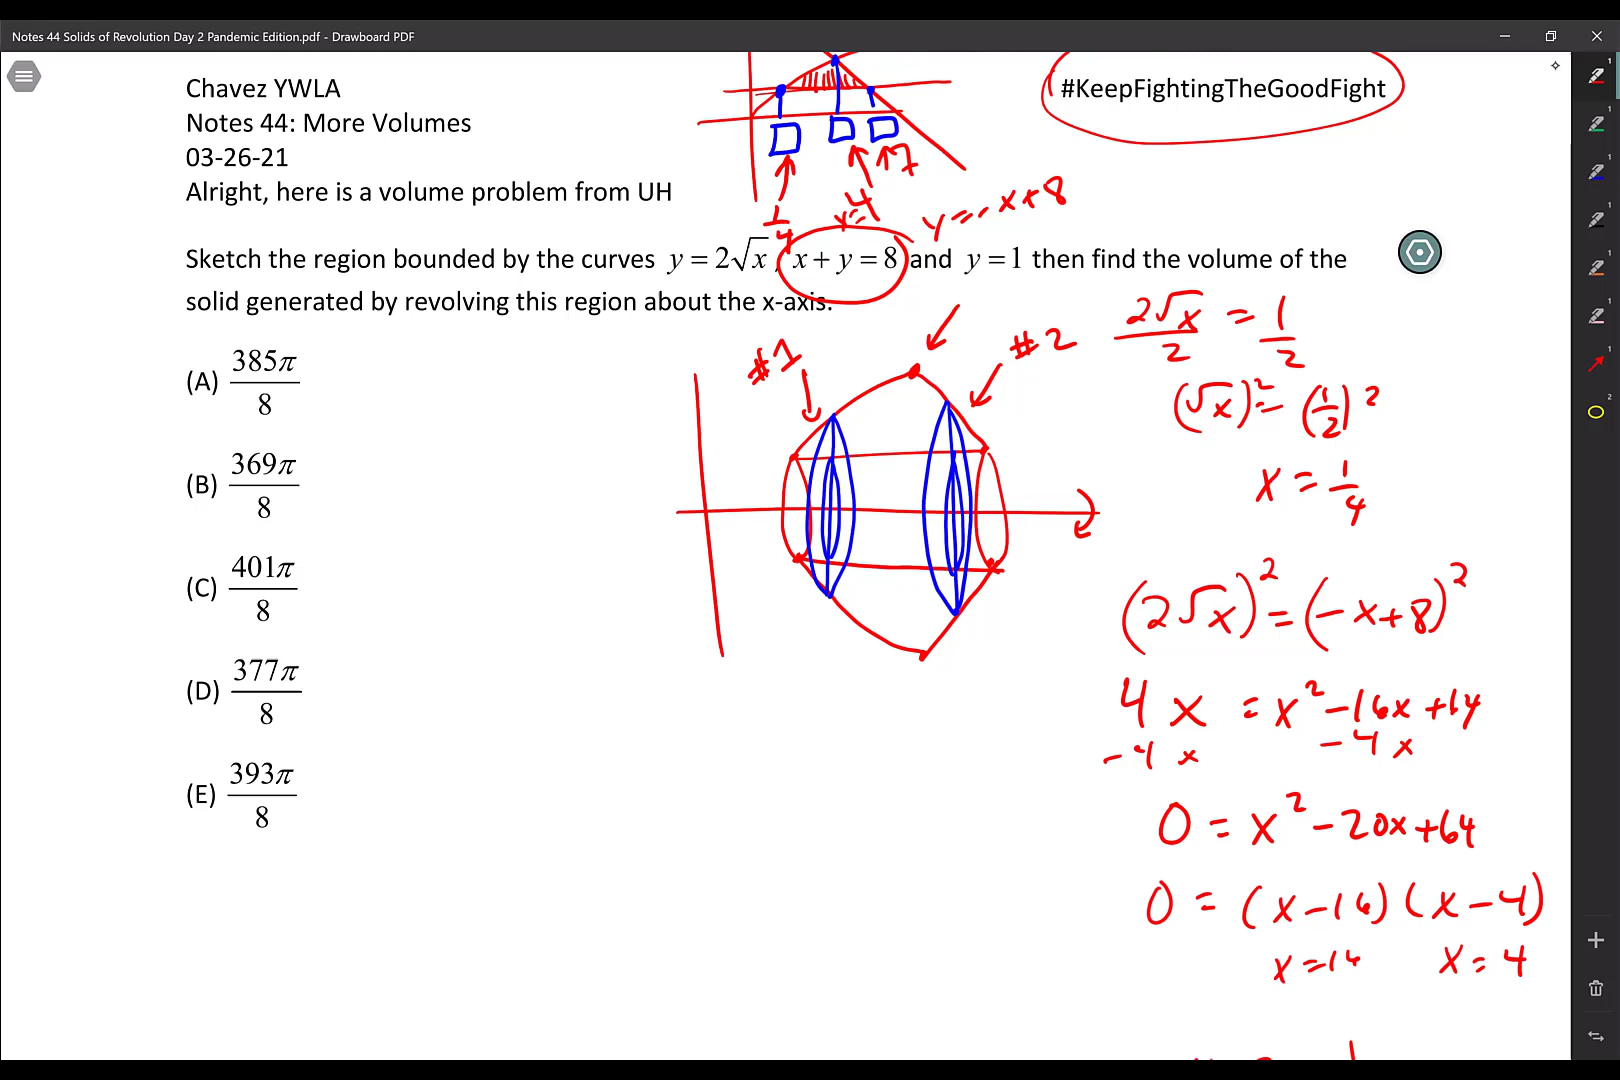 Notes 44 Solids of Revolution Day 2 Pandemic Edition.pdf - Drawboard PDF
Chavez YWLA
#KeepFightingTheGoodFight
Notes 44: More Volumes
03-26-21
Alright, here is a volume problem from UH
1/4
x=4
7
y=-x+8
Sketch the region bounded by the curves y = 2√x, x + y = 8 and y = 1 then find the volume of the
solid generated by revolving this region about the x-axis.
(A) 385π/8
(B) 369π/8
(C) 401π/8
(D) 377π/8
(E) 393π/8
#1
#2
2√x/2 = 1/2
(√x)² = (1/2)²
x = 1/4
(2√x)² = (-x+8)²
4x = x² - 16x + 64
-4x - 4x
0 = x² - 20x + 64
0 = (x-16)(x-4)
x=16 x=4